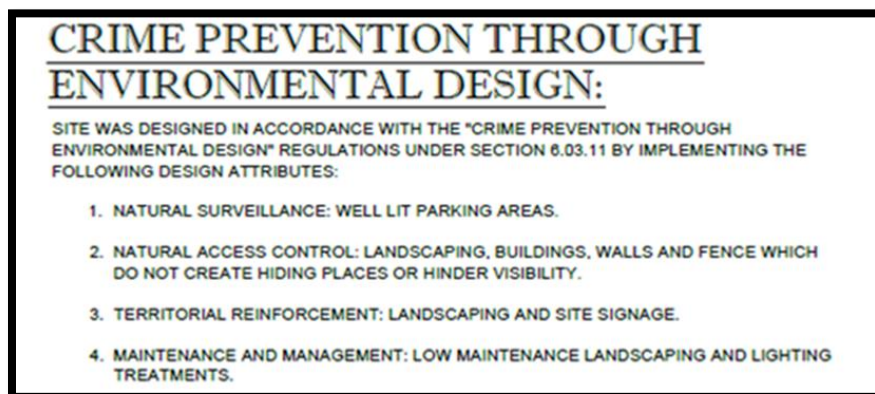 CRIME PREVENTION THROUGH
ENVIRONMENTAL DESIGN:
SITE WAS DESIGNED IN ACCORDANCE WITH THE "CRIME PREVENTION THROUGH
ENVIRONMENTAL DESIGN" REGULATIONS UNDER SECTION 6.03.11 BY IMPLEMENTING THE
FOLLOWING DESIGN ATTRIBUTES:
1. NATURAL SURVEILLANCE: WELL LIT PARKING AREAS.
2. NATURAL ACCESS CONTROL: LANDSCAPING, BUILDINGS, WALLS AND FENCE WHICH
DO NOT CREATE HIDING PLACES OR HINDER VISIBILITY.
3. TERRITORIAL REINFORCEMENT: LANDSCAPING AND SITE SIGNAGE.
4. MAINTENANCE AND MANAGEMENT: LOW MAINTENANCE LANDSCAPING AND LIGHTING
TREATMENTS.